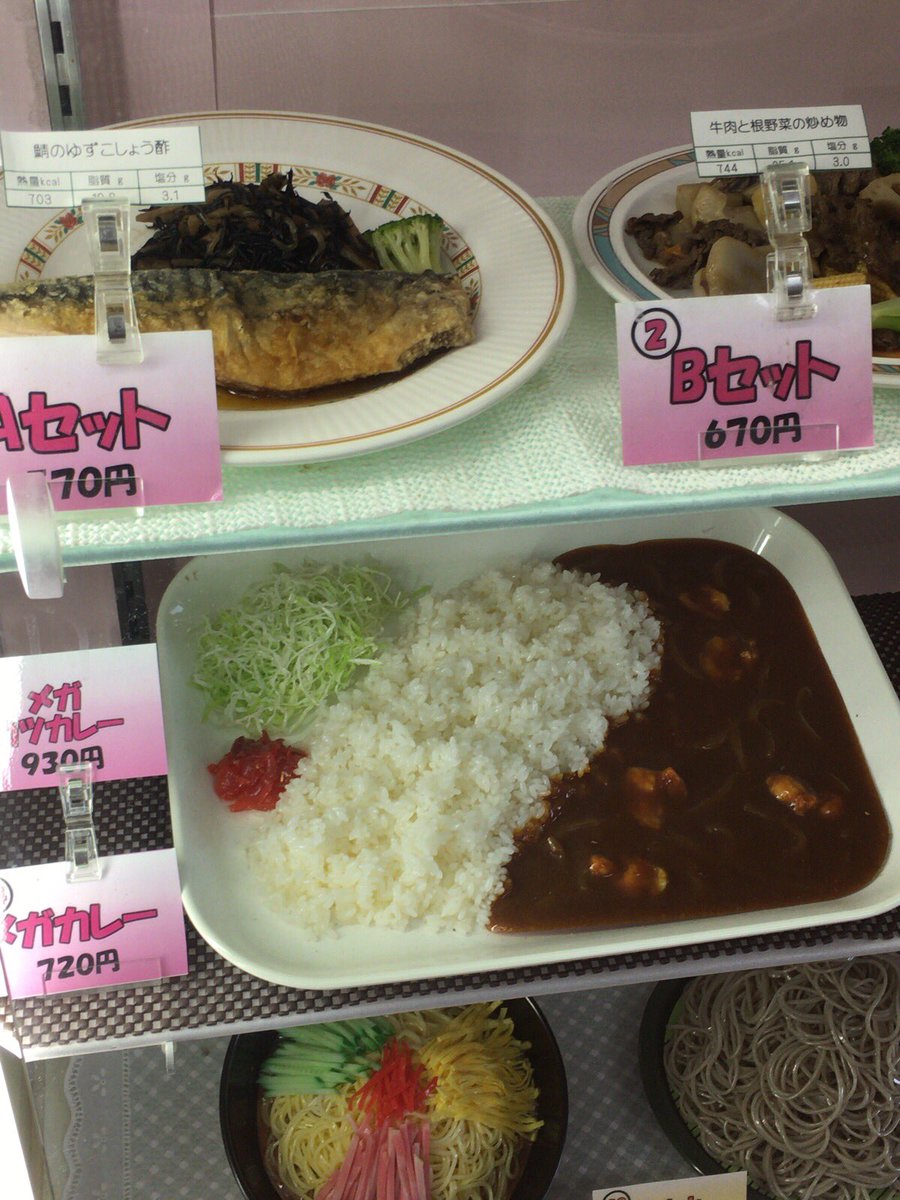 鯖のゆずこしょう酢
熱量kcal 脂質 g 塩分 g
703 3.1
Aセット
70円
牛肉と根野菜の炒め物
熱量kcal 脂質 g 塩分 g
744 3.0
②
Bセット
670円
メガ
ツカレー
930円
メガカレー
720円